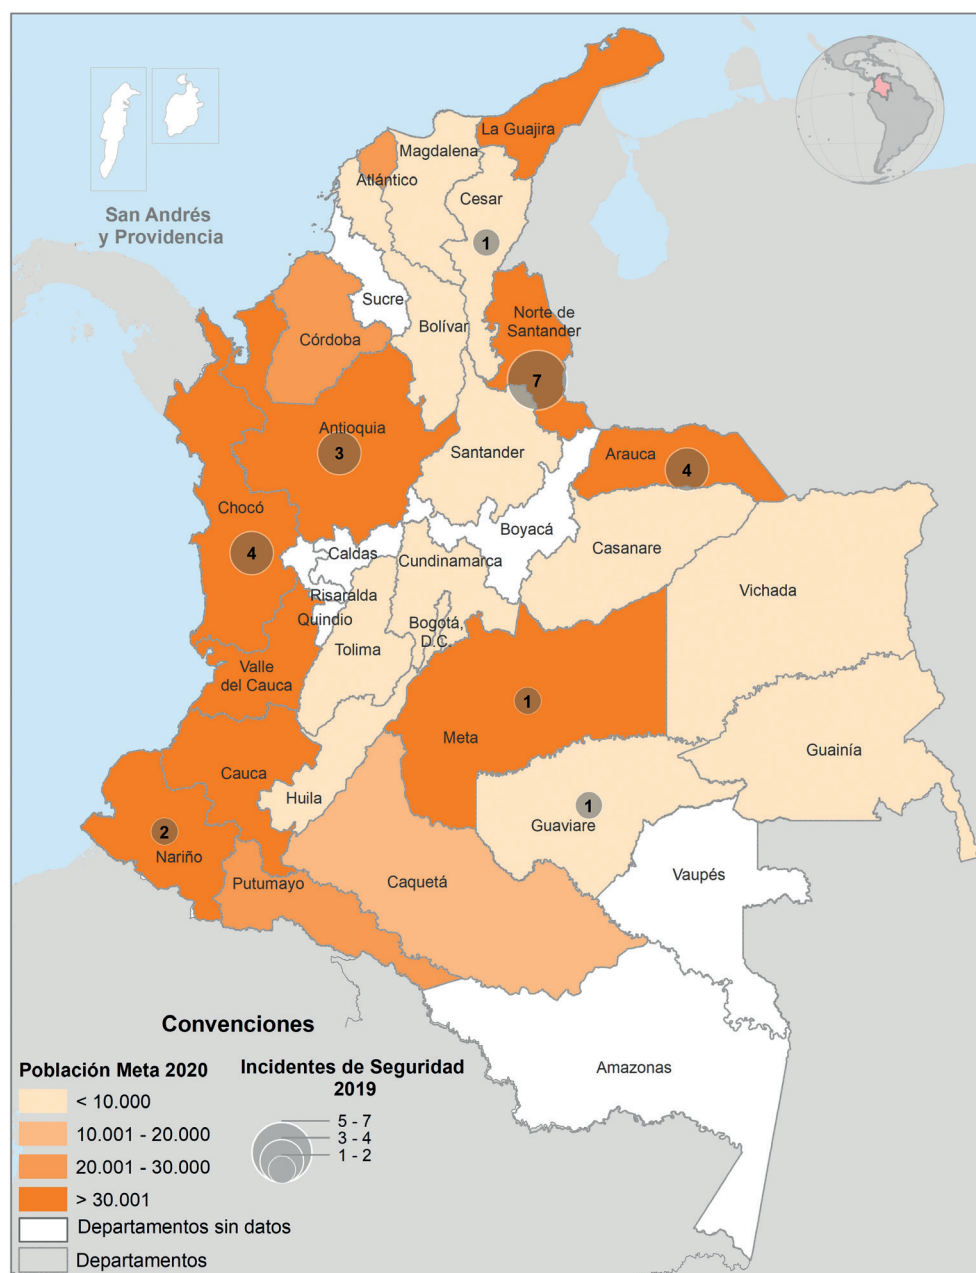 La Guajira
Magdalena
Atlántico
Cesar
San Andrés
y Providencia
1
Sucre
Norte de
Santander
Bolívar
Córdoba
7
Antioquia
3
Santander
Arauca
4
Chocó
4
Boyacá
Caldas
Cundinamarca
Casanare
Risaralda
Vichada
Quindio
Bogotá,
D.C.
Tolima
Valle
del Cauca
1
Meta
Guainía
Cauca
Huila
1
Guaviare
2
Nariño
Putumayo
Caquetá
Vaupés
Amazonas
Convenciones
Población Meta 2020
< 10.000
10.001 - 20.000
20.001 - 30.000
> 30.001
Departamentos sin datos
Departamentos
Incidentes de Seguridad
2019
5 - 7
3 - 4
1 - 2